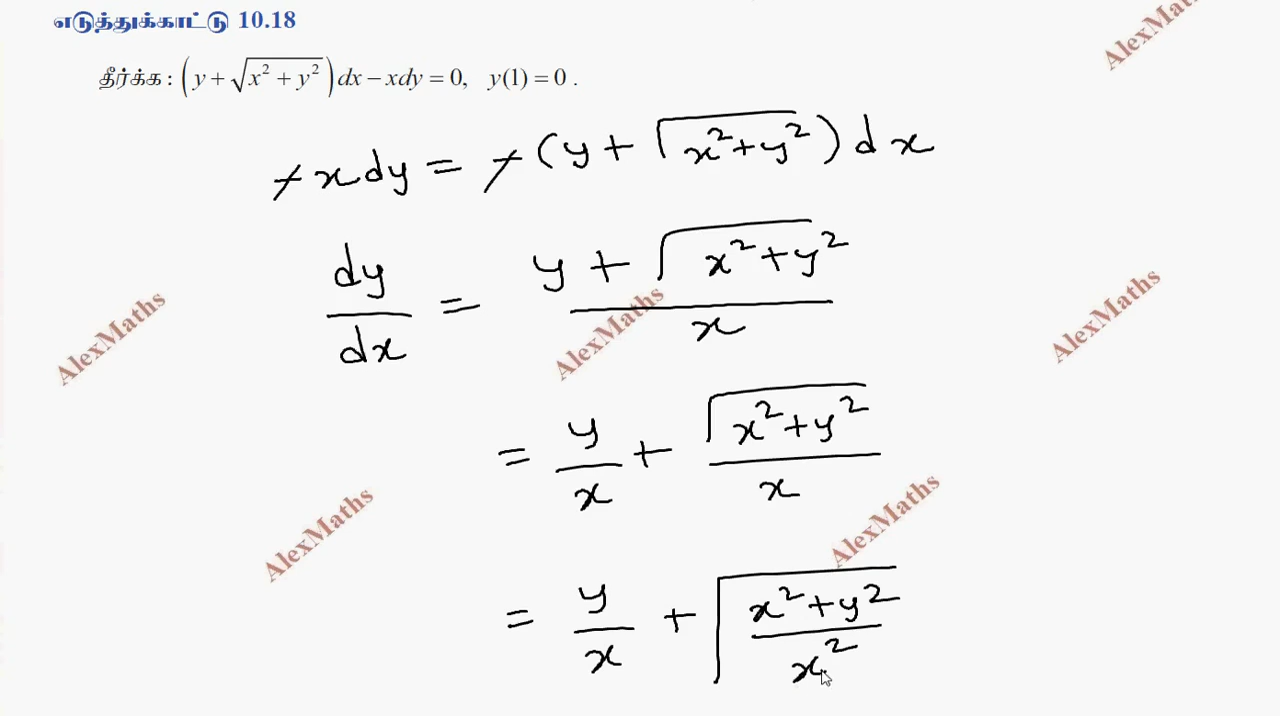 எடுத்துக்காட்டு 10.18
AlexMaths
தீர்க்க : (y + √(x² + y²)) dx − xdy = 0, y(1) = 0 .
-x dy = -(y + √(x²+y²)) dx
dy/dx = (y + √(x²+y²))/x
AlexMaths AlexMaths AlexMaths
= y/x + √(x²+y²)/x
AlexMaths AlexMaths
= y/x + √((x²+y²)/x²)